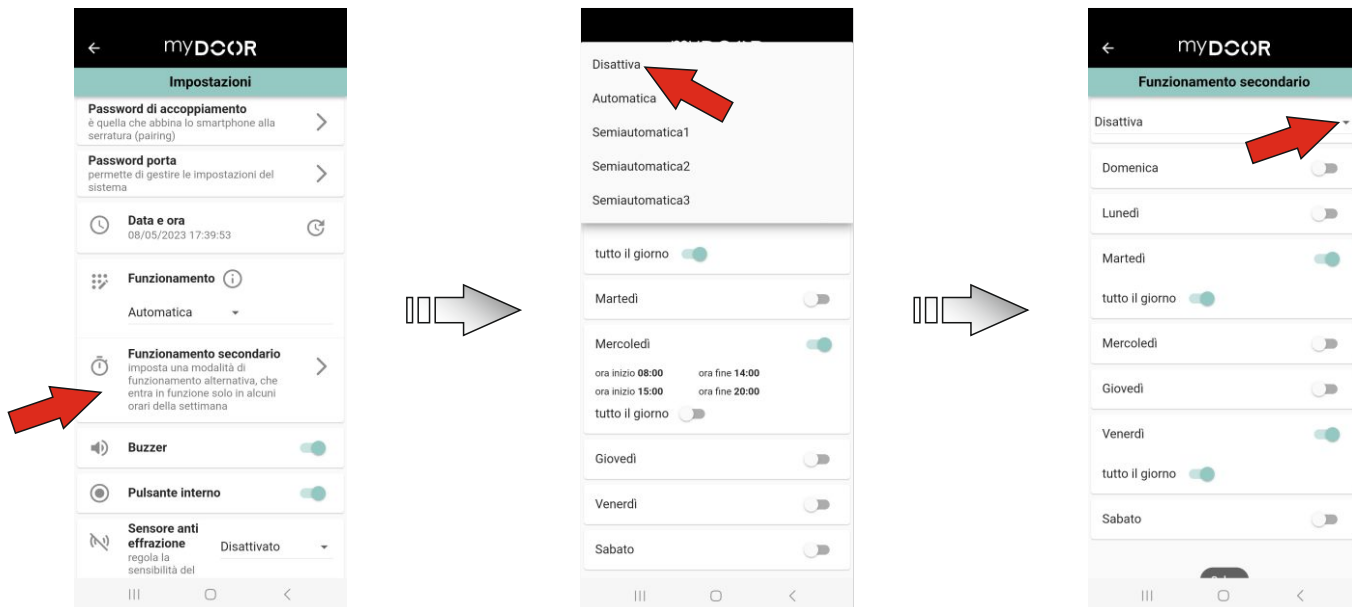 myDOOR
Impostazioni
Password di accoppiamento
è quella che abbina lo smartphone alla
serratura (pairing)
Password porta
permette di gestire le impostazioni del
sistema
Data e ora
08/05/2023 17:39:53
Funzionamento
Automatica
Funzionamento secondario
imposta una modalità di
funzionamento alternativa, che
entra in funzione solo in alcuni
orari della settimana
Buzzer
Pulsante interno
Sensore anti
effrazione
Disattivato
regola la
sensibilità del
Disattiva
Automatica
Semiautomatica1
Semiautomatica2
Semiautomatica3
tutto il giorno
Martedì
Mercoledì
ora inizio 08:00 ora fine 14:00
ora inizio 15:00 ora fine 20:00
tutto il giorno
Giovedì
Venerdì
Sabato
myDOOR
Funzionamento secondario
Disattiva
Domenica
Lunedì
Martedì
tutto il giorno
Mercoledì
Giovedì
Venerdì
tutto il giorno
Sabato